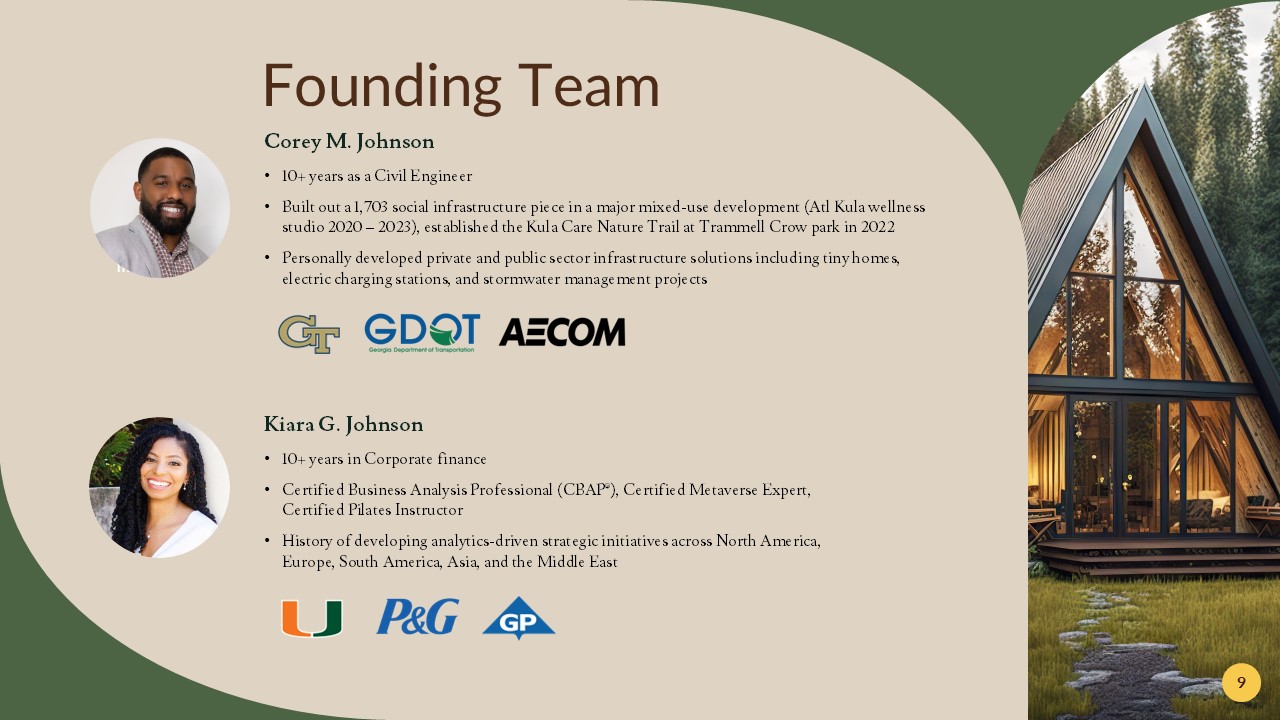 Founding Team
Corey M. Johnson
• 10+ years as a Civil Engineer
• Built out a 1,703 social infrastructure piece in a major mixed-use development (Atl Kula wellness
studio 2020 – 2023), established the Kula Care Nature Trail at Trammell Crow park in 2022
• Personally developed private and public sector infrastructure solutions including tiny homes,
electric charging stations, and stormwater management projects
GT GDOT AECOM
Georgia Department of Transportation
Kiara G. Johnson
• 10+ years in Corporate finance
• Certified Business Analysis Professional (CBAP®), Certified Metaverse Expert,
Certified Pilates Instructor
• History of developing analytics-driven strategic initiatives across North America,
Europe, South America, Asia, and the Middle East
U P&G GP
9